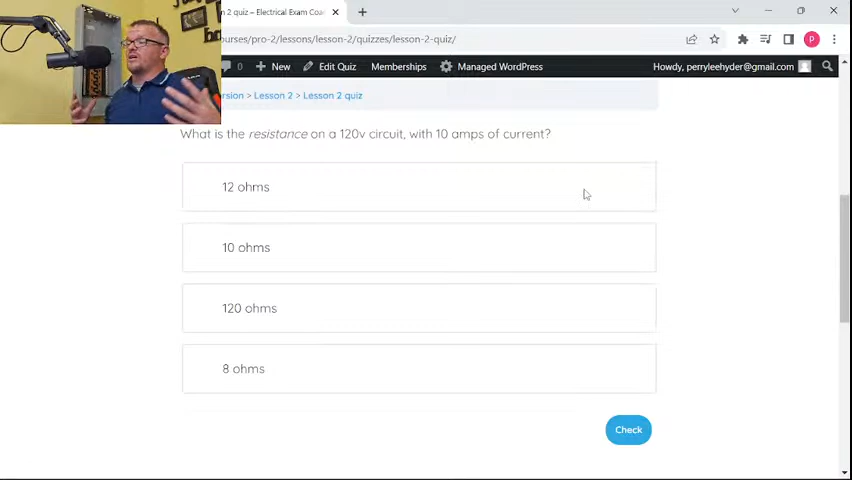 n 2 quiz – Electrical Exam Coa
ourses/pro-2/lessons/lesson-2/quizzes/lesson-2-quiz/
0 New Edit Quiz Memberships Managed WordPress Howdy, perryleehyder@gmail.com
rsion > Lesson 2 > Lesson 2 quiz
What is the resistance on a 120v circuit, with 10 amps of current?
12 ohms
10 ohms
120 ohms
8 ohms
Check